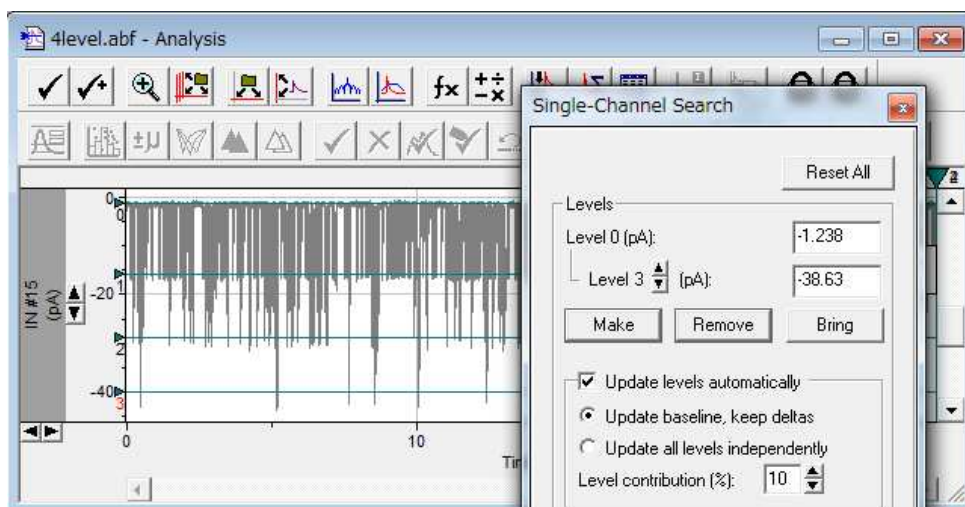 4level.abf - Analysis
fx
±μ
Single-Channel Search
Reset All
Levels
Level 0 (pA):
-1.238
Level 3
(pA):
-38.63
Make
Remove
Bring
Update levels automatically
Update baseline, keep deltas
Update all levels independently
Level contribution (%):
10
IN #15
(pA)
0
-20
-40
0
1
2
3
0
10